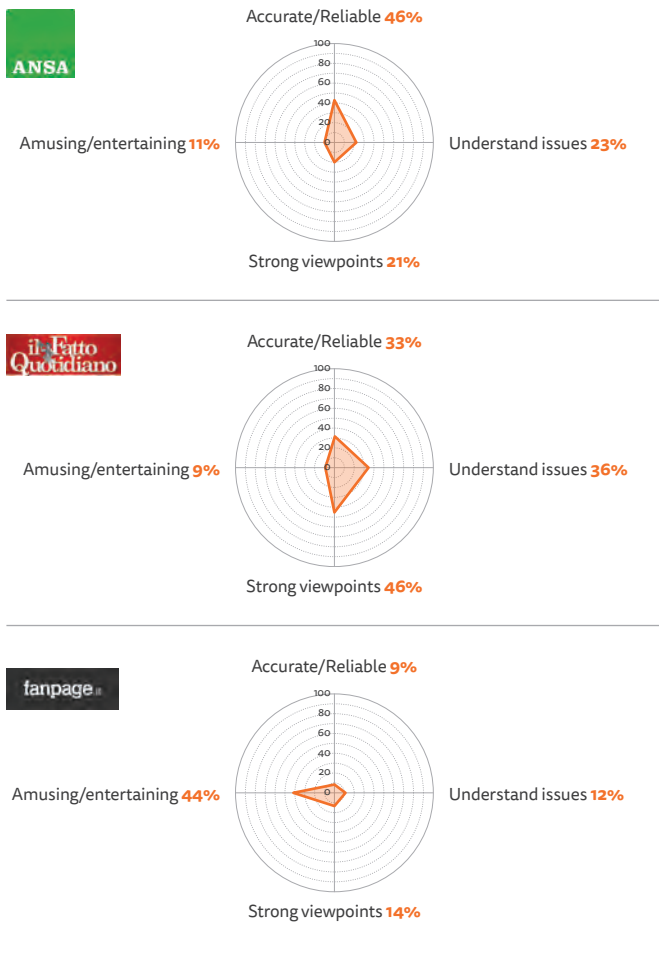 Accurate/Reliable 46%
ANSA
100
80
60
40
20
0
Amusing/entertaining 11%
Understand issues 23%
Strong viewpoints 21%
il Fatto
Quotidiano
Accurate/Reliable 33%
100
80
60
40
20
0
Amusing/entertaining 9%
Understand issues 36%
Strong viewpoints 46%
Accurate/Reliable 9%
fanpage.it
100
80
60
40
20
0
Amusing/entertaining 44%
Understand issues 12%
Strong viewpoints 14%